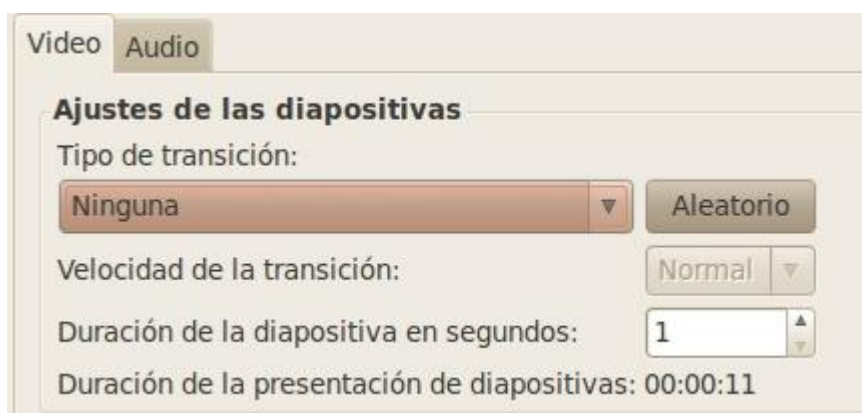 Video Audio
Ajustes de las diapositivas
Tipo de transición:
Ninguna Aleatorio
Velocidad de la transición: Normal
Duración de la diapositiva en segundos: 1
Duración de la presentación de diapositivas: 00:00:11